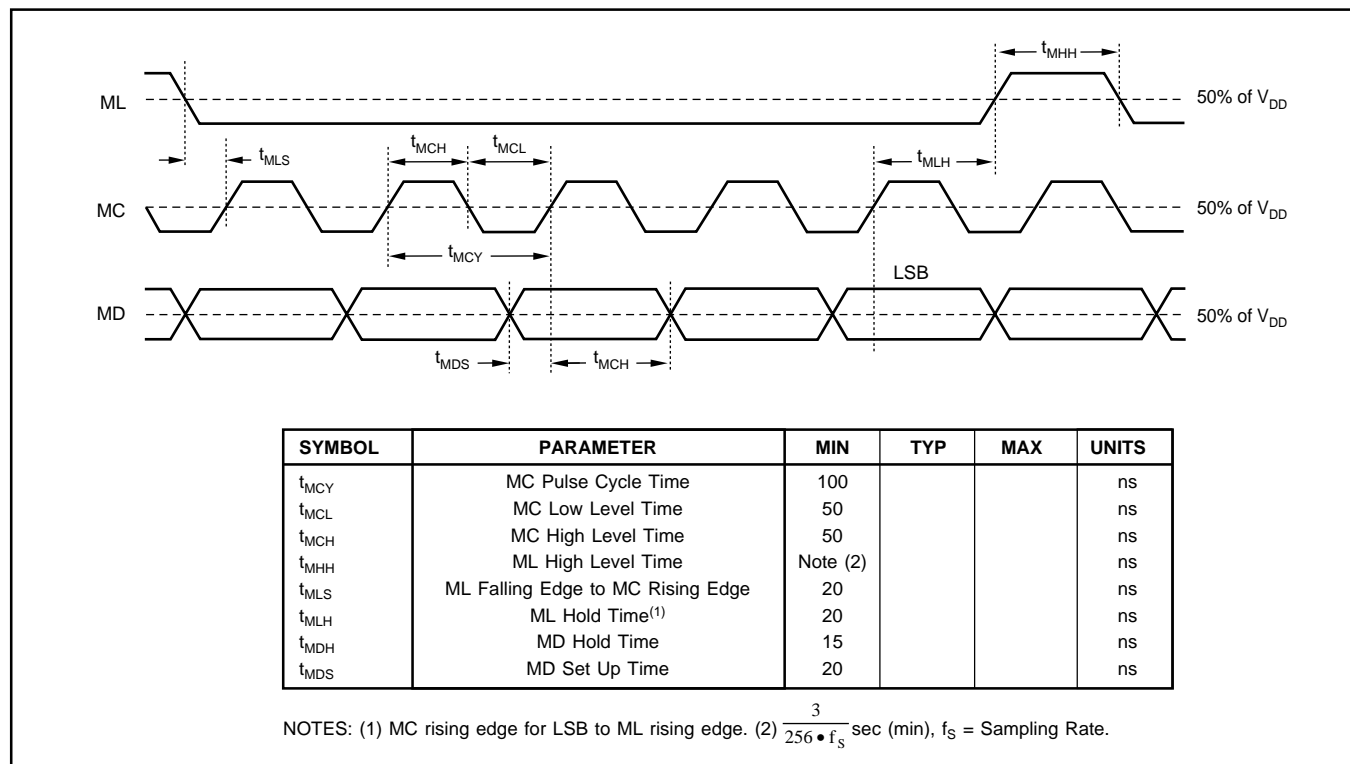 t_MHH
ML
50% of V_DD
t_MLS
t_MCH
t_MCL
t_MLH
MC
50% of V_DD
t_MCY
LSB
MD
50% of V_DD
t_MDS
t_MCH
SYMBOL PARAMETER MIN TYP MAX UNITS
t_MCY MC Pulse Cycle Time 100 ns
t_MCL MC Low Level Time 50 ns
t_MCH MC High Level Time 50 ns
t_MHH ML High Level Time Note (2) ns
t_MLS ML Falling Edge to MC Rising Edge 20 ns
t_MLH ML Hold Time(1) 20 ns
t_MDH MD Hold Time 15 ns
t_MDS MD Set Up Time 20 ns
NOTES: (1) MC rising edge for LSB to ML rising edge. (2) 3/(256 • f_S) sec (min), f_S = Sampling Rate.